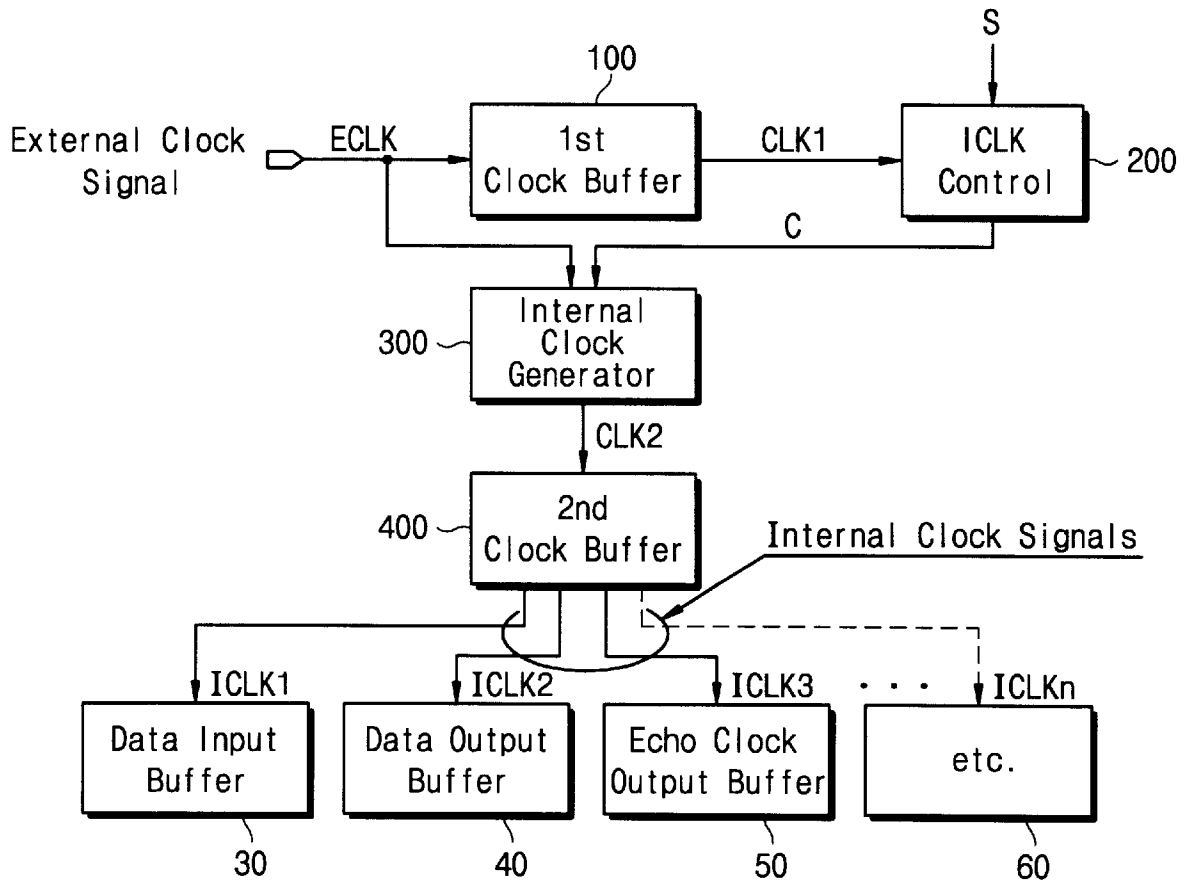 S
100
External Clock
Signal
ECLK
1st
Clock Buffer
CLK1
ICLK
Control
200
C
300
Internal
Clock
Generator
CLK2
400
2nd
Clock Buffer
Internal Clock Signals
ICLK1
ICLK2
ICLK3
. . . .
ICLKn
Data Input
Buffer
Data Output
Buffer
Echo Clock
Output Buffer
etc.
30
40
50
60